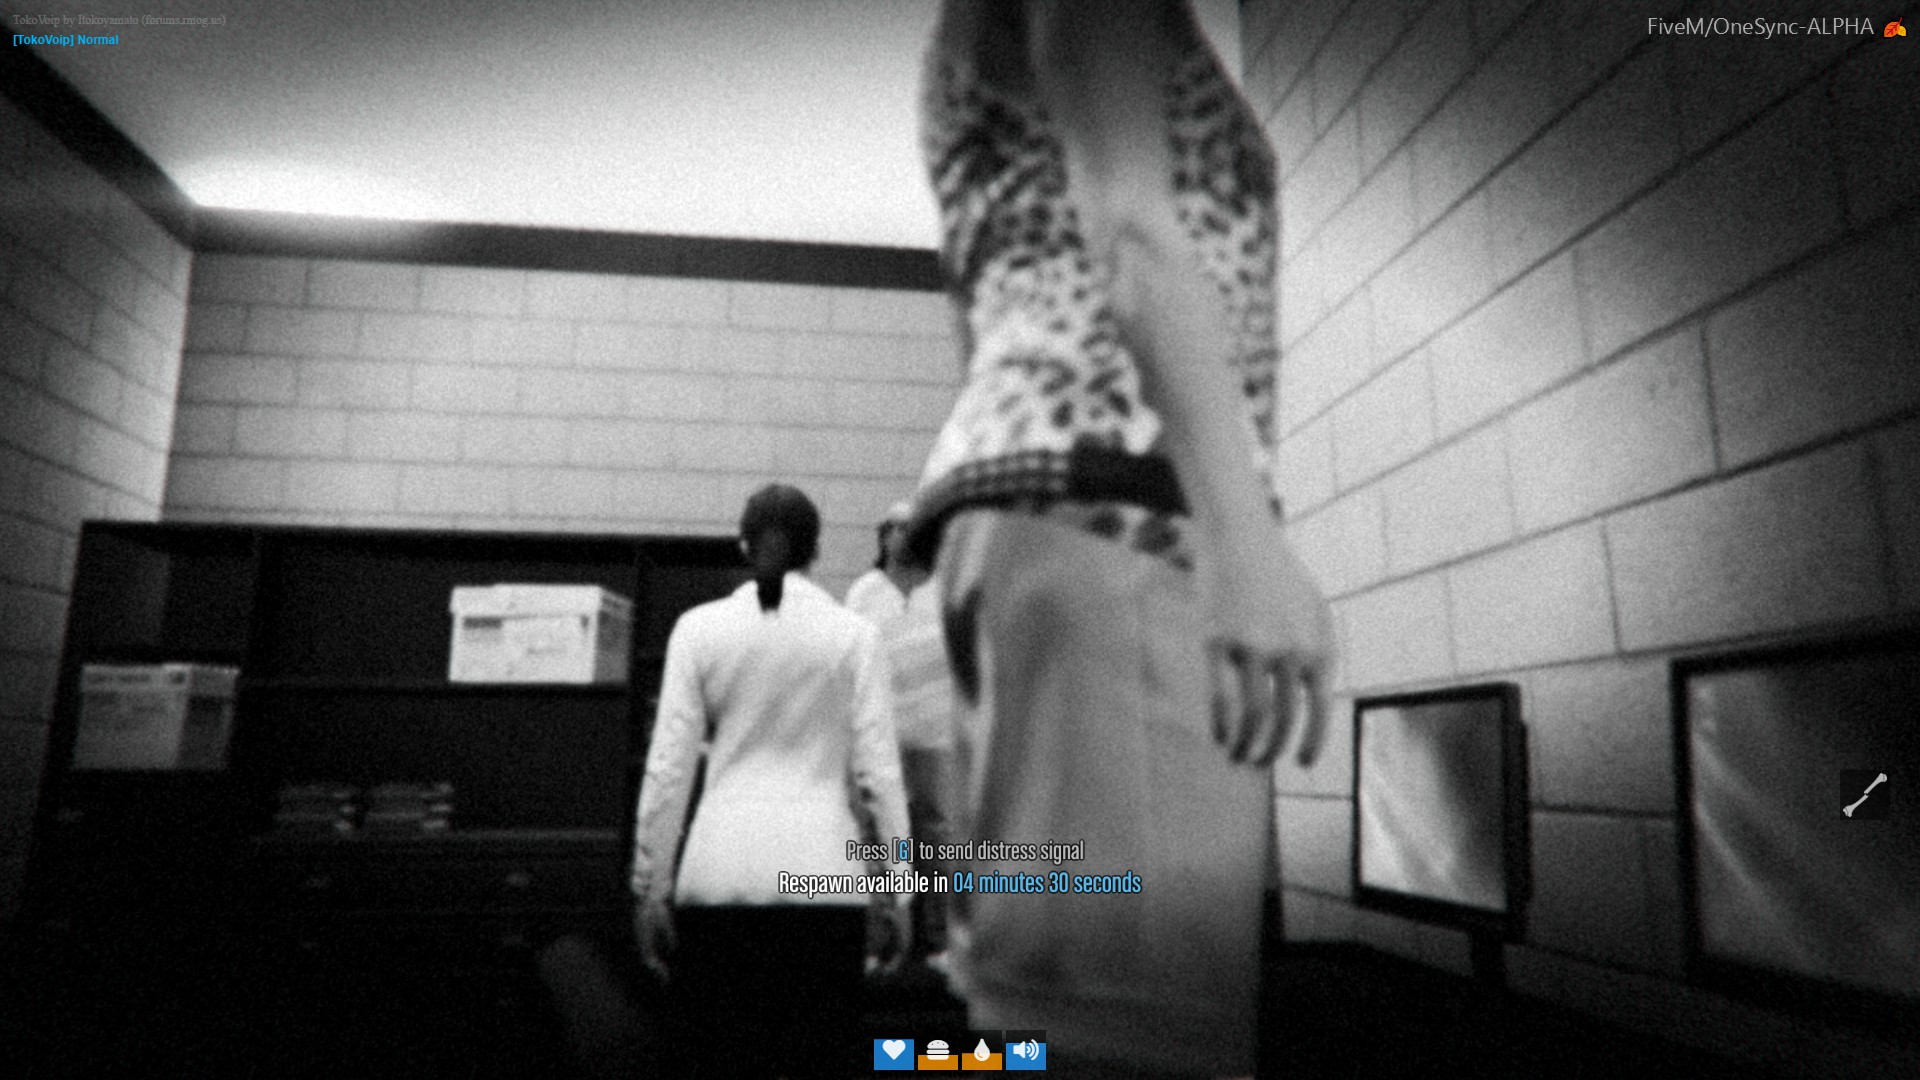 TokoVoip by Itokoyamato (forums.rmog.us)
[TokoVoip] Normal
FiveM/OneSync-ALPHA
Press [G] to send distress signal
Respawn available in 04 minutes 30 seconds